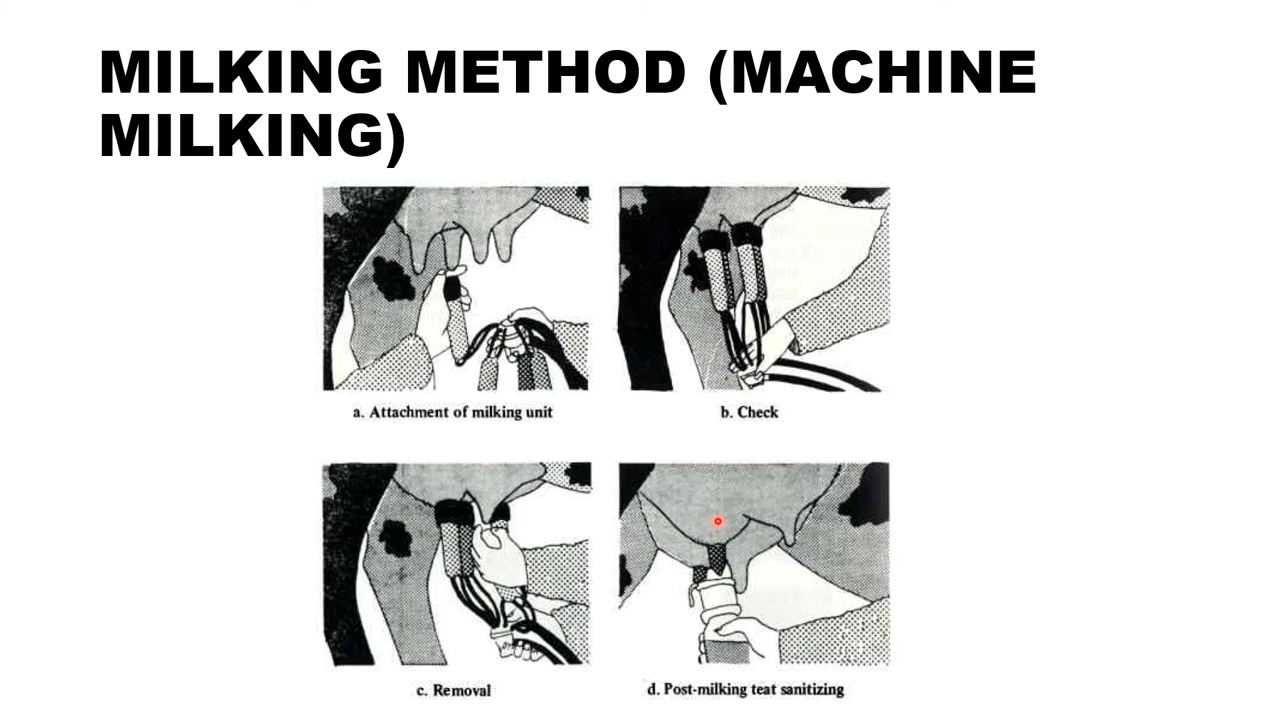 MILKING METHOD (MACHINE
MILKING)
a. Attachment of milking unit
b. Check
c. Removal
d. Post-milking teat sanitizing